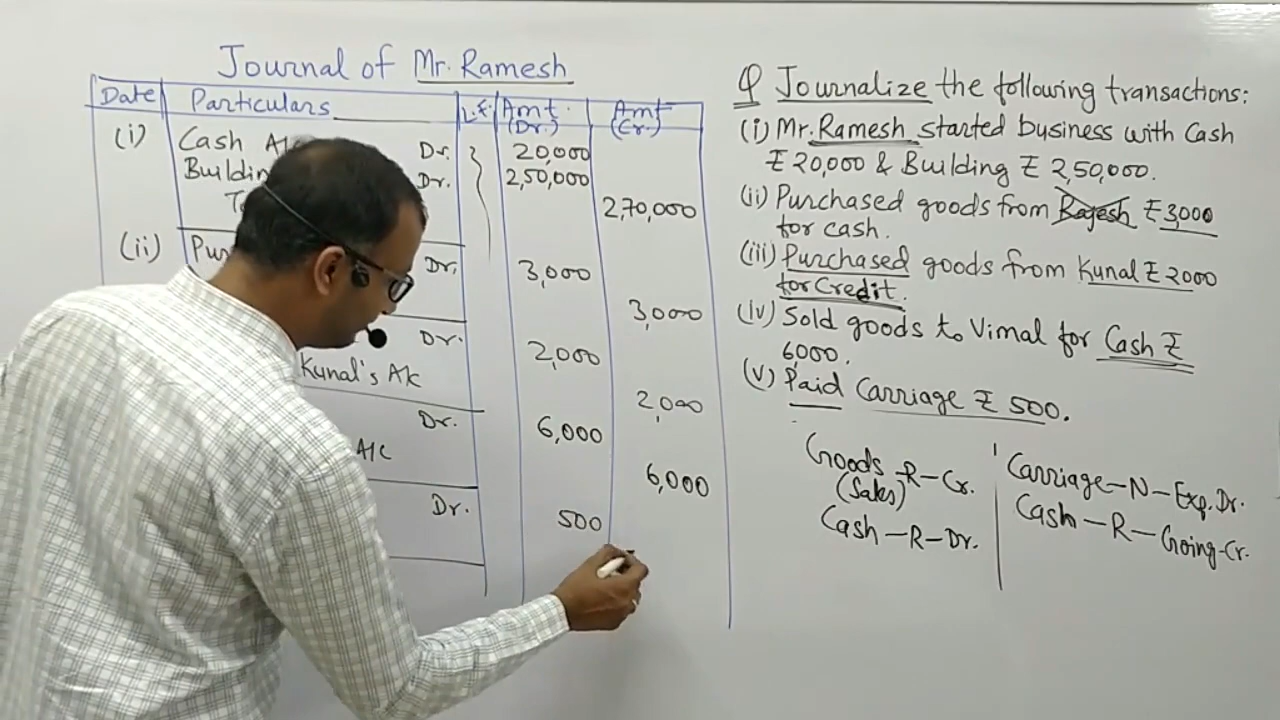 Journal of Mr. Ramesh
Date Particulars L.F. Amt. (Dr.) Amt (Cr.)
(i) Cash A/c Dr. 20,000
Dr. 2,50,000
2,70,000
(ii) Dr. 3,000
3,000
Dr. 2,000
Kunal's A/c
2,000
Dr. 6,000
A/c
6,000
Dr. 500
Q Journalize the following transactions:
(i) Mr. Ramesh started business with Cash
₹ 20,000 & Building ₹ 2,50,000.
(ii) Purchased goods from Rajesh ₹ 3,000
for cash.
(iii) Purchased goods from Kunal ₹ 2000
for Credit.
(iv) Sold goods to Vimal for Cash ₹
6000.
(v) Paid Carriage ₹ 500.
Goods - R - Cr.
(Sales)
Cash - R - Dr.
Carriage - N - Exp. Dr.
Cash - R - Going - Cr.